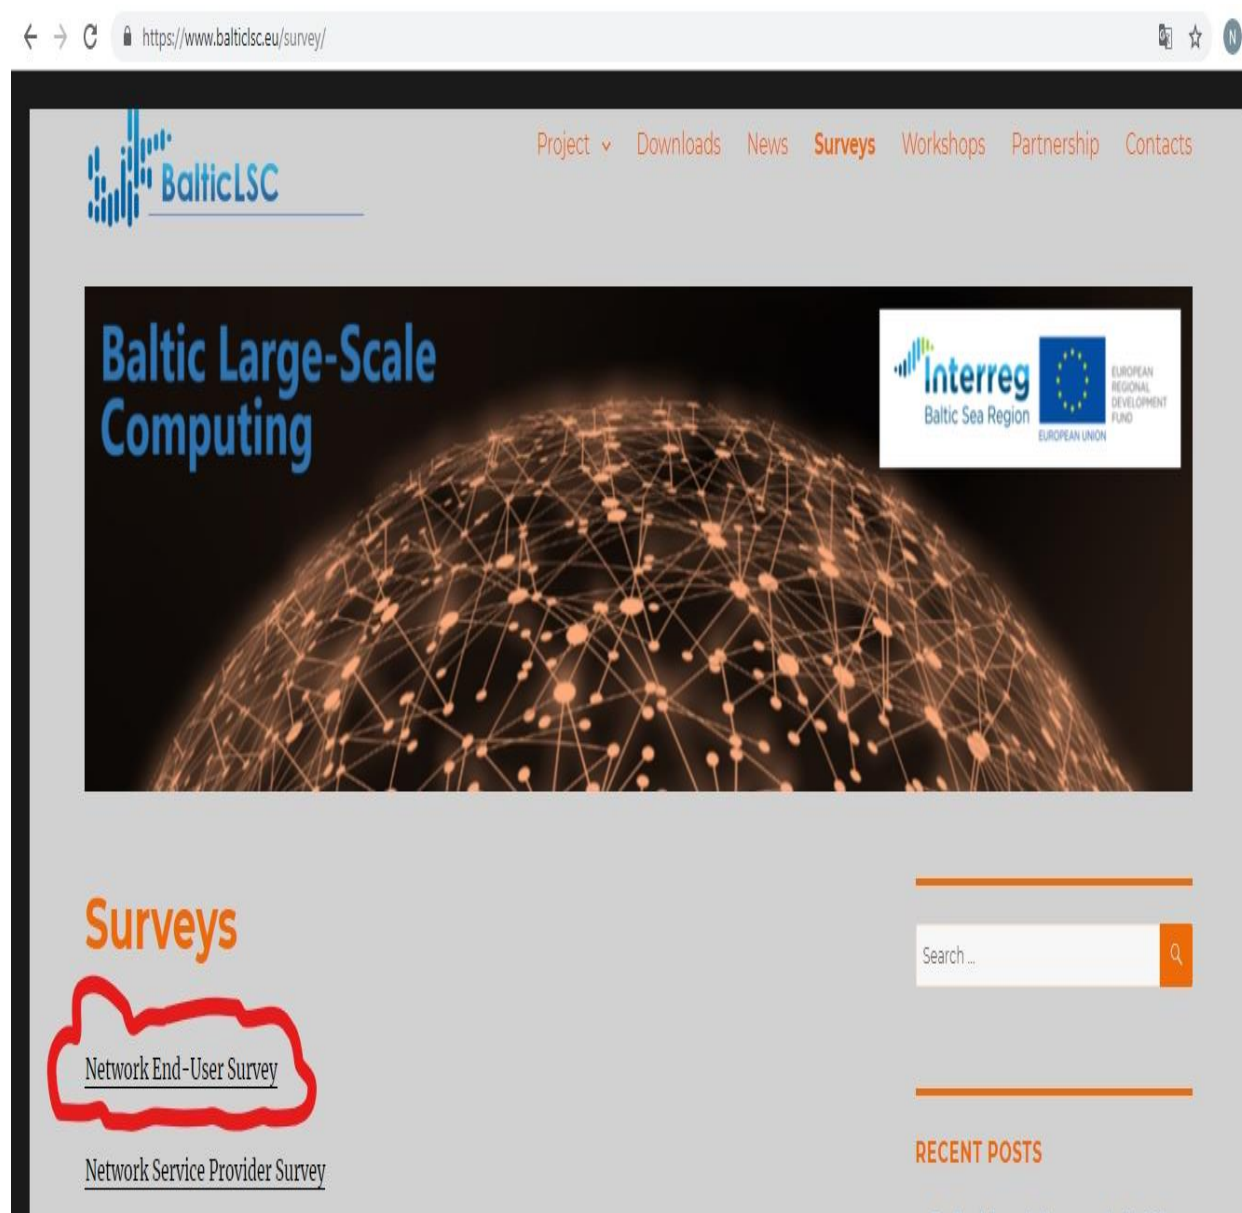 https://www.balticlsc.eu/survey/
N
BalticLSC
Project Downloads News Surveys Workshops Partnership Contacts
Baltic Large-Scale
Computing
Interreg
Baltic Sea Region
EUROPEAN UNION
EUROPEAN
REGIONAL
DEVELOPMENT
FUND
Surveys
Search ...
Network End-User Survey
Network Service Provider Survey
RECENT POSTS